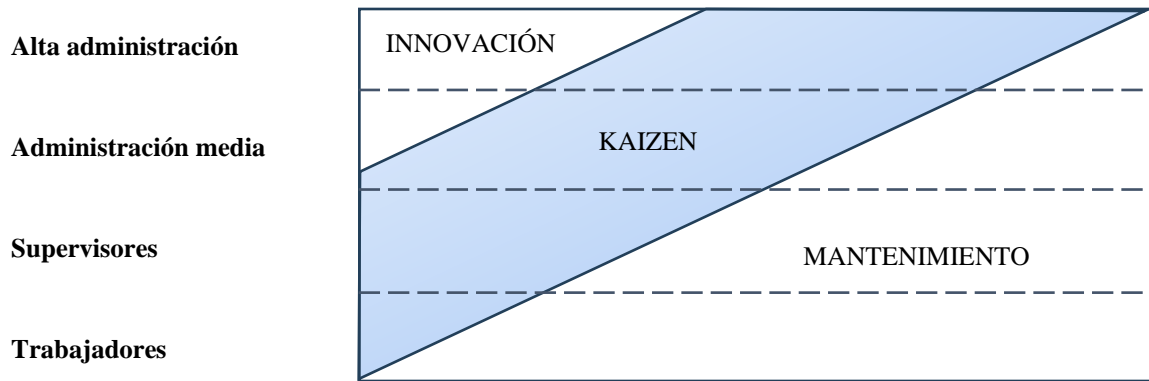 Alta administración
INNOVACIÓN
Administración media
KAIZEN
Supervisores
MANTENIMIENTO
Trabajadores